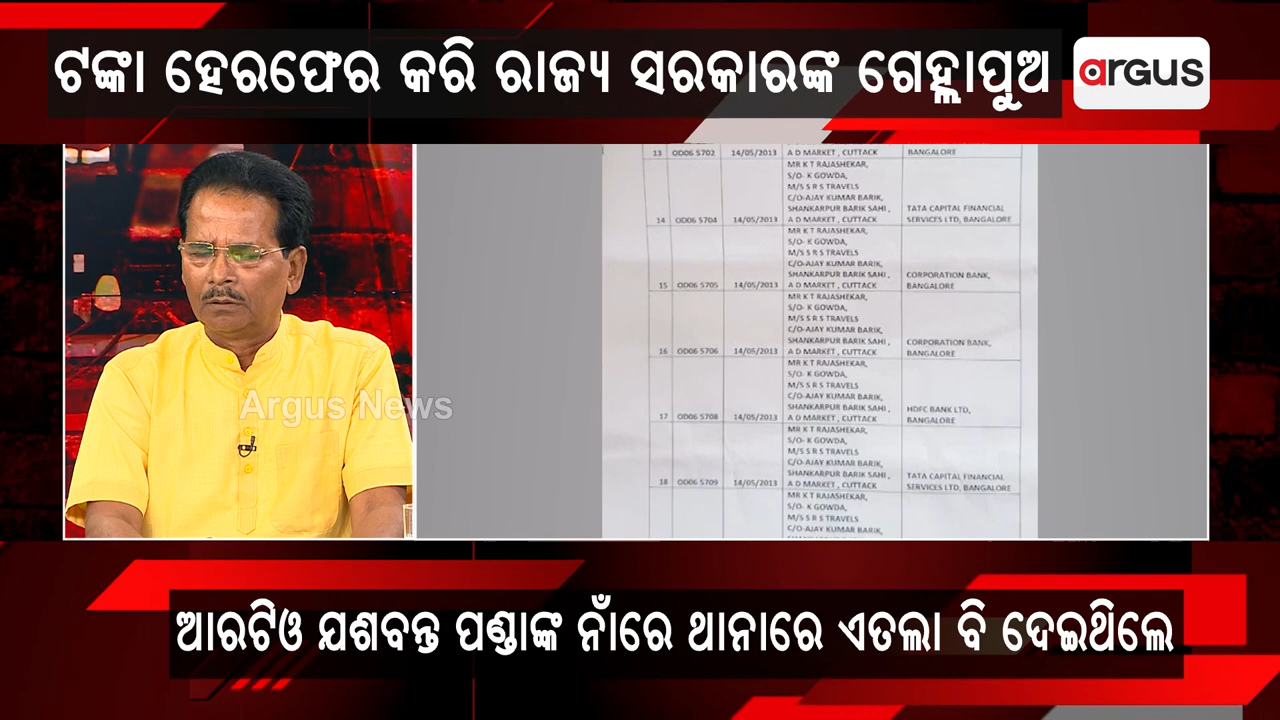 ଟଙ୍କା ହେରଫେର କରି ରାଜ୍ୟ ସରକାରଙ୍କ ଗେହ୍ଲାପୁଅ
argus
13 OD06 5702 14/05/2013 A D MARKET , CUTTACK BANGALORE
MR K T RAJASHEKAR,
S/O- K GOWDA,
M/S S R S TRAVELS
C/O-AJAY KUMAR BARIK,
SHANKARPUR BARIK SAHI , TATA CAPITAL FINANCIAL
14 OD06 5704 14/05/2013 A D MARKET , CUTTACK SERVICES LTD, BANGALORE
MR K T RAJASHEKAR,
S/O- K GOWDA,
M/S S R S TRAVELS
C/O-AJAY KUMAR BARIK,
SHANKARPUR BARIK SAHI , CORPORATION BANK,
15 OD06 5705 14/05/2013 A D MARKET , CUTTACK BANGALORE
MR K T RAJASHEKAR,
S/O- K GOWDA,
M/S S R S TRAVELS
C/O-AJAY KUMAR BARIK,
SHANKARPUR BARIK SAHI , CORPORATION BANK,
16 OD06 5706 14/05/2013 A D MARKET , CUTTACK BANGALORE
MR K T RAJASHEKAR,
S/O- K GOWDA,
M/S S R S TRAVELS
C/O-AJAY KUMAR BARIK,
SHANKARPUR BARIK SAHI , HDFC BANK LTD,
17 OD06 5708 14/05/2013 A D MARKET , CUTTACK BANGALORE
MR K T RAJASHEKAR,
S/O- K GOWDA,
M/S S R S TRAVELS
C/O-AJAY KUMAR BARIK,
SHANKARPUR BARIK SAHI , TATA CAPITAL FINANCIAL
18 OD06 5709 14/05/2013 A D MARKET , CUTTACK SERVICES LTD, BANGALORE
MR K T RAJASHEKAR,
S/O- K GOWDA,
M/S S R S TRAVELS
C/O-AJAY KUMAR BARIK,
Argus News
ଆରଟିଓ ଯଶବନ୍ତ ପଣ୍ଡାଙ୍କ ନାଁରେ ଥାନାରେ ଏତଲା ବି ଦେଇଥିଲେ